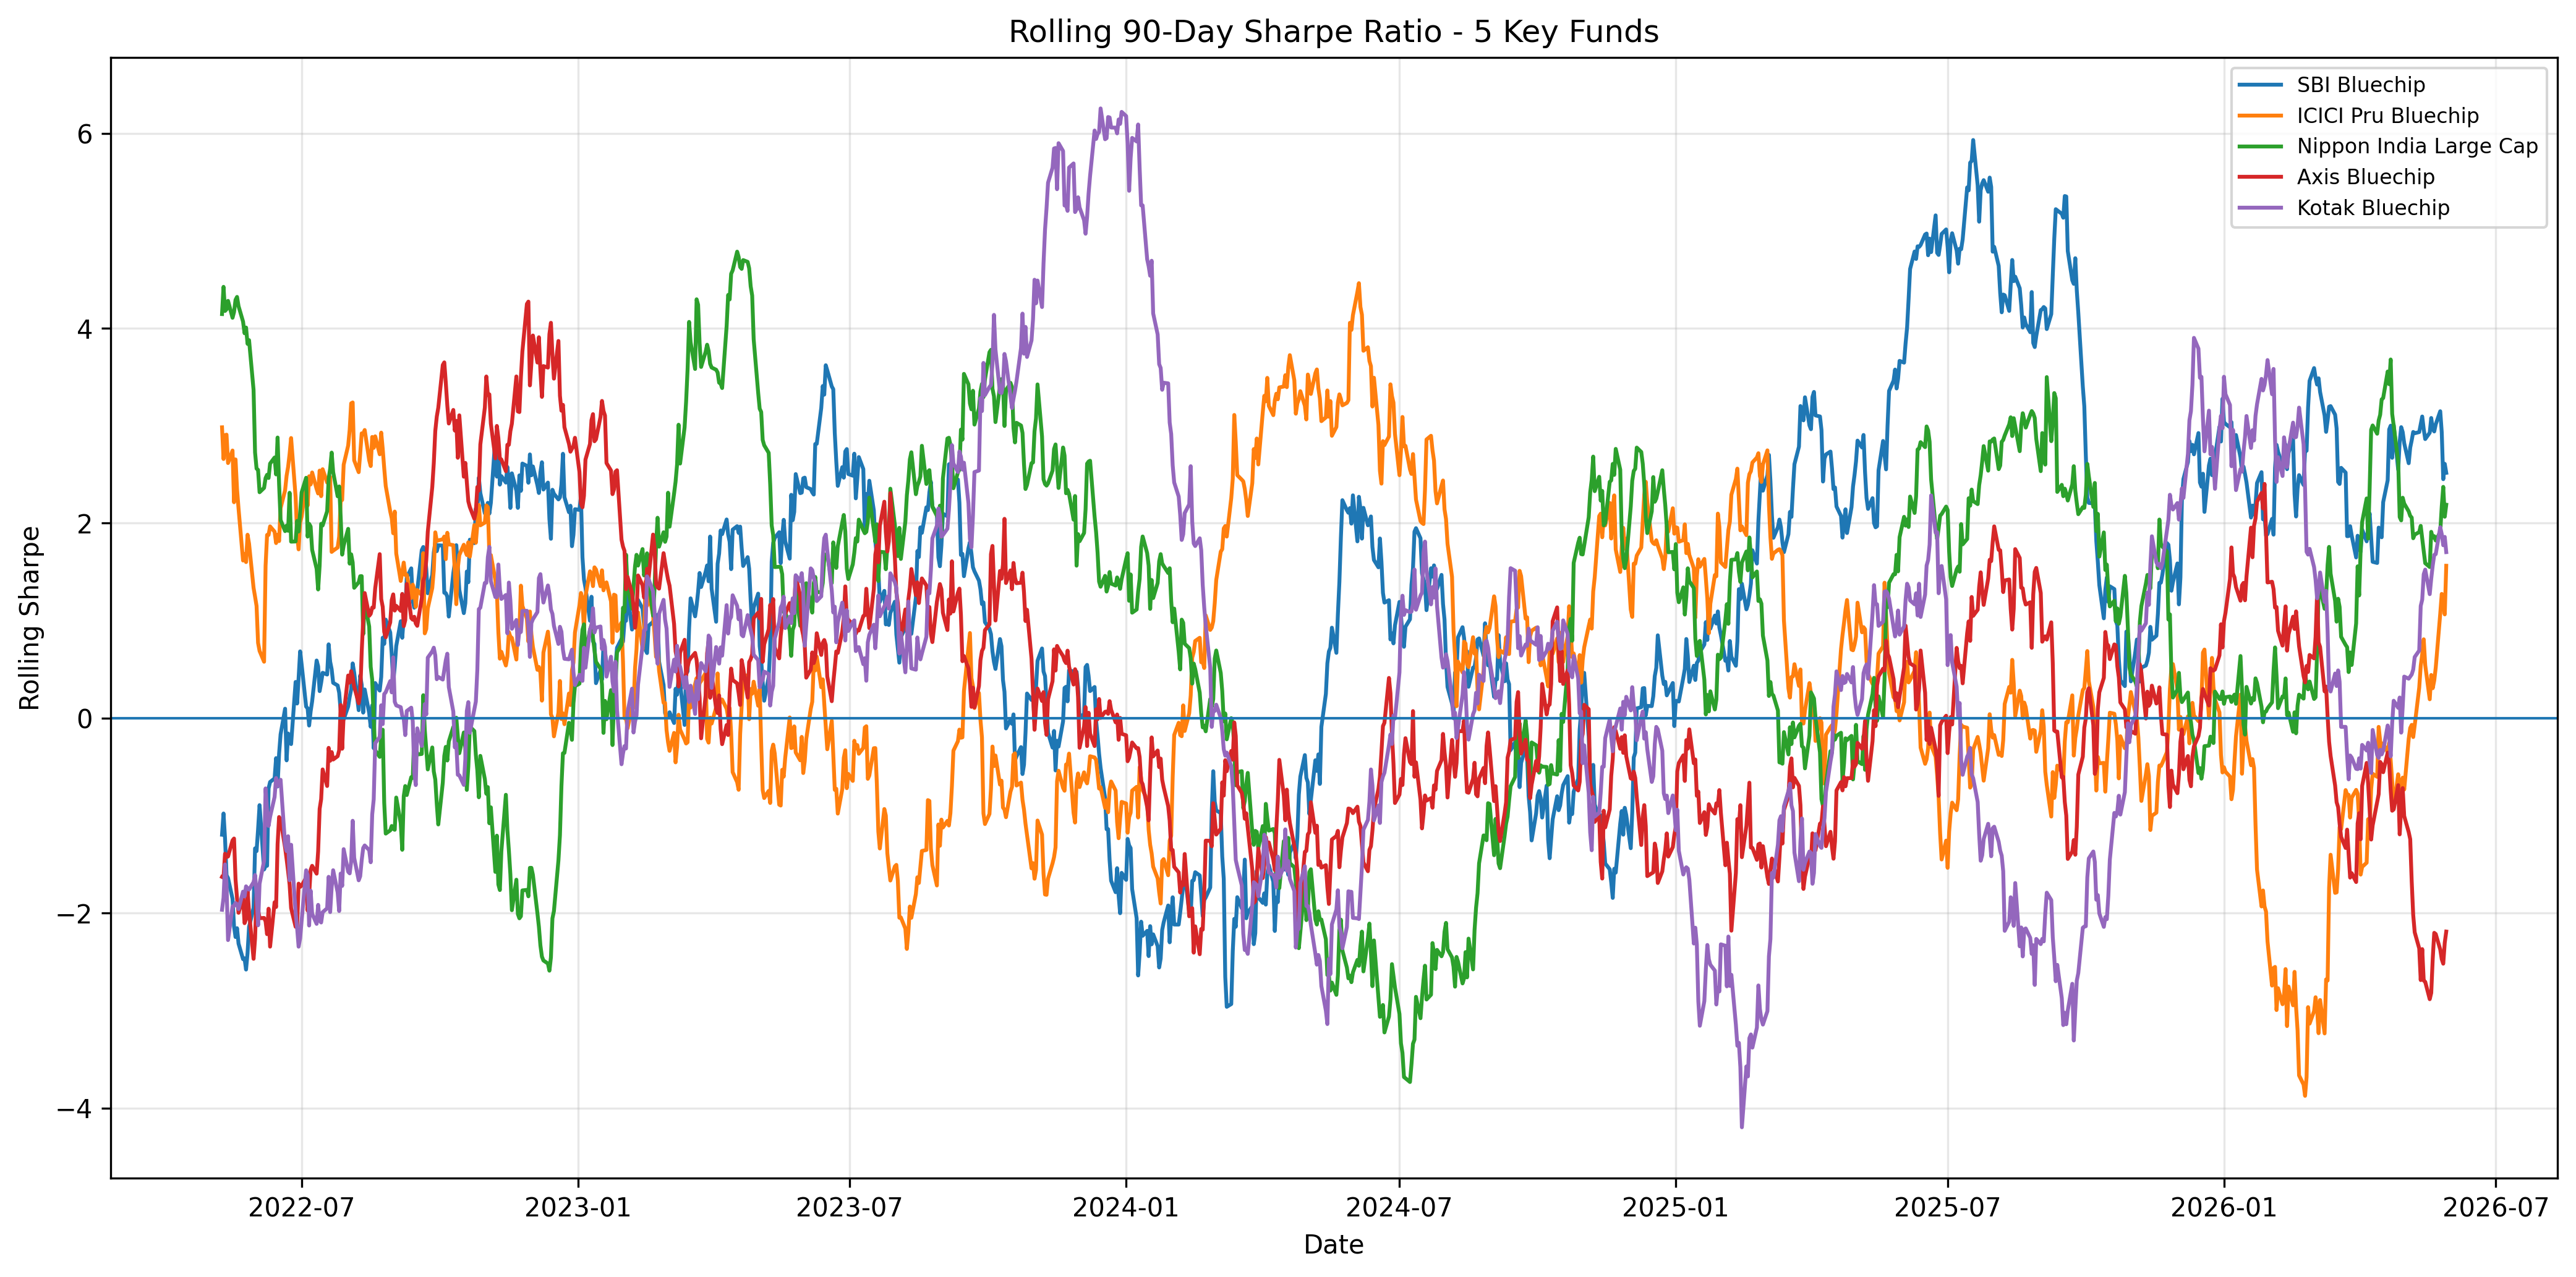 Rolling 90-Day Sharpe Ratio - 5 Key Funds
SBI Bluechip
ICICI Pru Bluechip
Nippon India Large Cap
Axis Bluechip
Kotak Bluechip
Rolling Sharpe
6
4
2
0
−2
−4
2022-07
2023-01
2023-07
2024-01
2024-07
2025-01
2025-07
2026-01
2026-07
Date